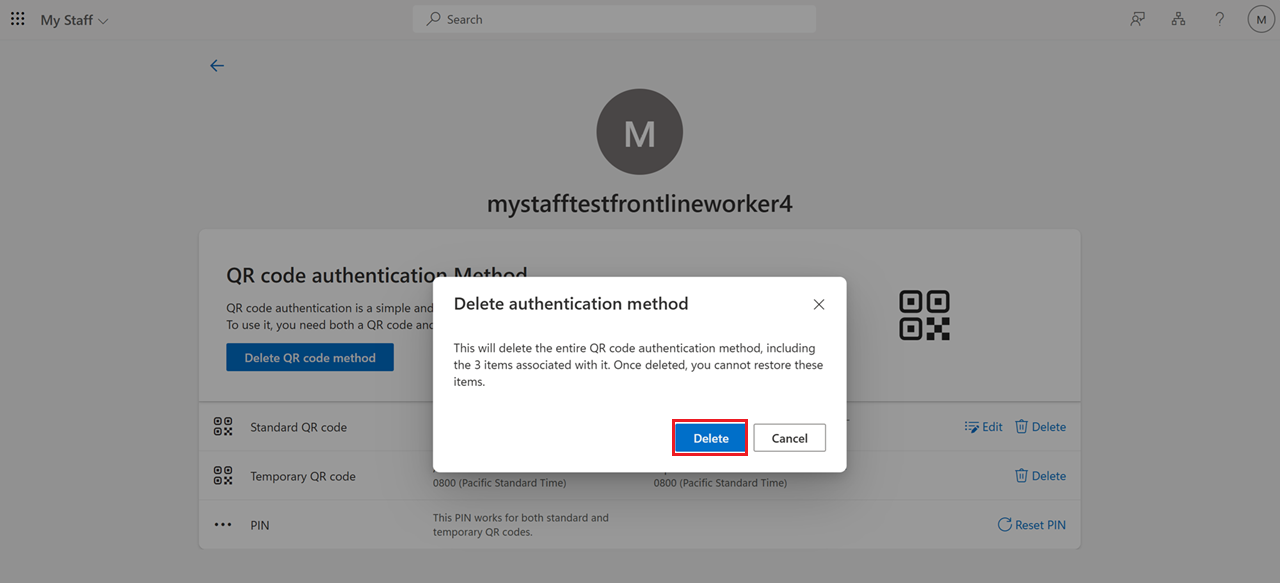 My Staff
Search
M
M
mystafftestfrontlineworker4
QR code authentication Method
QR code authentication is a simple and
To use it, you need both a QR code and
Delete QR code method
Delete authentication method
This will delete the entire QR code authentication method, including
the 3 items associated with it. Once deleted, you cannot restore these
items.
Delete
Cancel
Standard QR code
Edit
Delete
Temporary QR code
0800 (Pacific Standard Time)
0800 (Pacific Standard Time)
Delete
PIN
This PIN works for both standard and
temporary QR codes.
Reset PIN